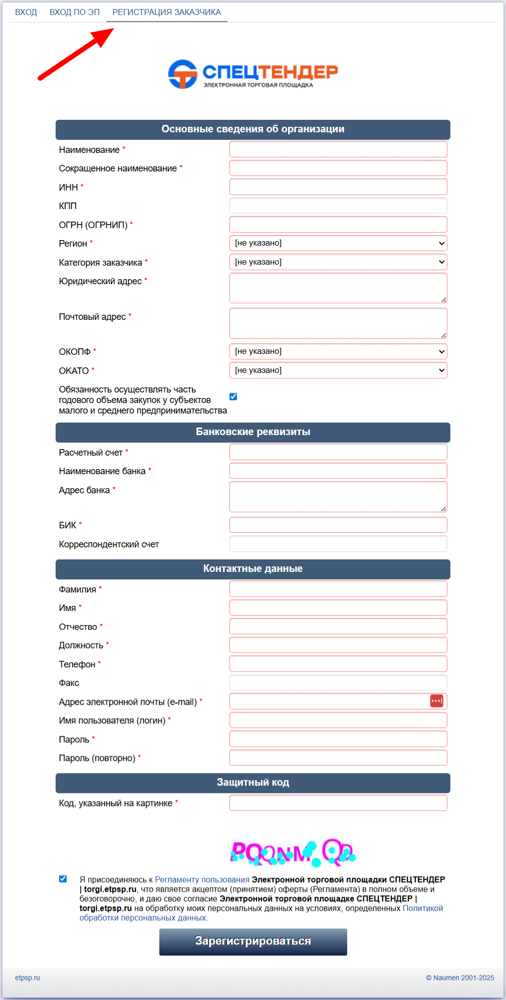 ВХОД ВХОД ПО ЭП РЕГИСТРАЦИЯ ЗАКАЗЧИКА
СПЕЦТЕНДЕР
ЭЛЕКТРОННАЯ ТОРГОВАЯ ПЛОЩАДКА
Основные сведения об организации
Наименование *
Сокращенное наименование *
ИНН *
КПП
ОГРН (ОГРНИП) *
Регион * [не указано]
Категория заказчика * [не указано]
Юридический адрес *
Почтовый адрес *
ОКОПФ * [не указано]
ОКАТО * [не указано]
Обязанность осуществлять часть
годового объема закупок у субъектов
малого и среднего предпринимательства
Банковские реквизиты
Расчетный счет *
Наименование банка *
Адрес банка *
БИК *
Корреспондентский счет
Контактные данные
Фамилия *
Имя *
Отчество *
Должность *
Телефон *
Факс
Адрес электронной почты (e-mail) *
Имя пользователя (логин) *
Пароль *
Пароль (повторно) *
Защитный код
Код, указанный на картинке *
Я присоединяюсь к Регламенту пользования Электронной торговой площадки СПЕЦТЕНДЕР
| torgi.etpsp.ru, что является акцептом (принятием) оферты (Регламента) в полном объеме и
безоговорочно, и даю свое согласие Электронной торговой площадке СПЕЦТЕНДЕР |
torgi.etpsp.ru на обработку моих персональных данных на условиях, определенных Политикой
обработки персональных данных.
Зарегистрироваться
etpsp.ru © Naumen 2001-2025